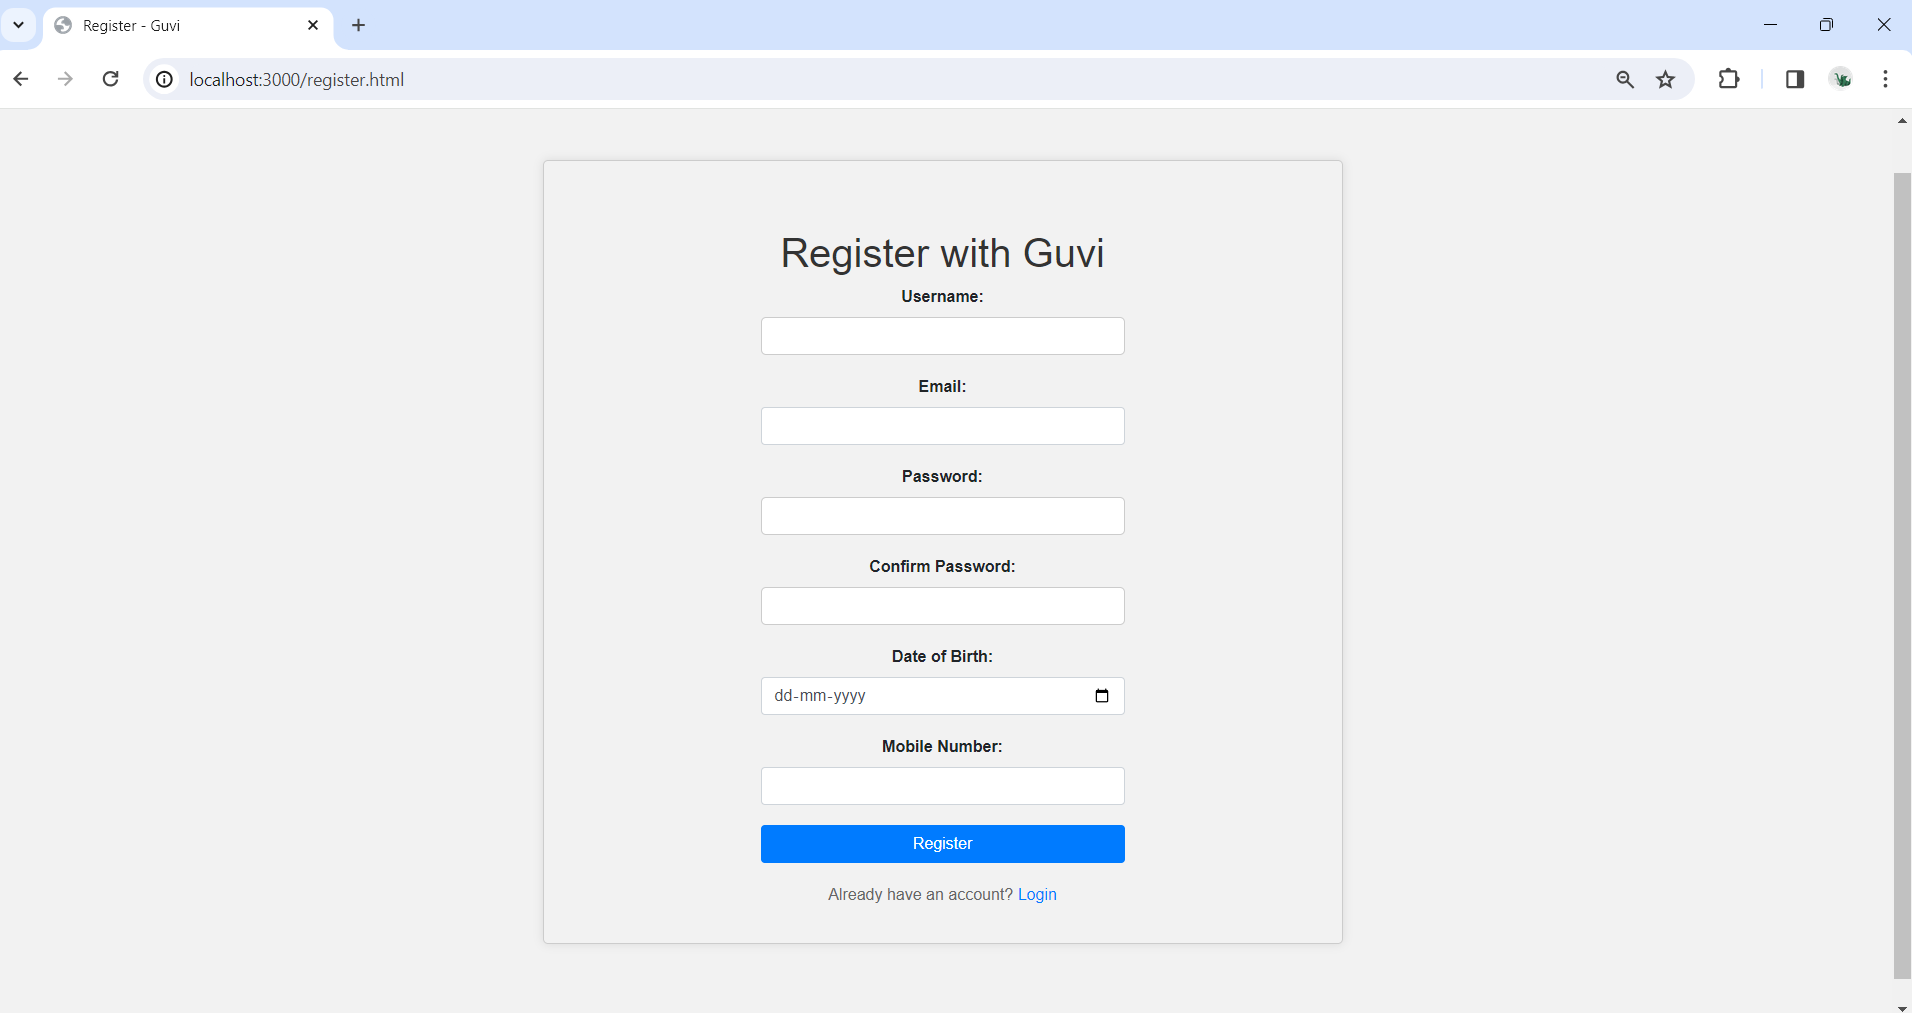 Register - Guvi
localhost:3000/register.html
Register with Guvi
Username:
Email:
Password:
Confirm Password:
Date of Birth:
dd-mm-yyyy
Mobile Number:
Register
Already have an account? Login